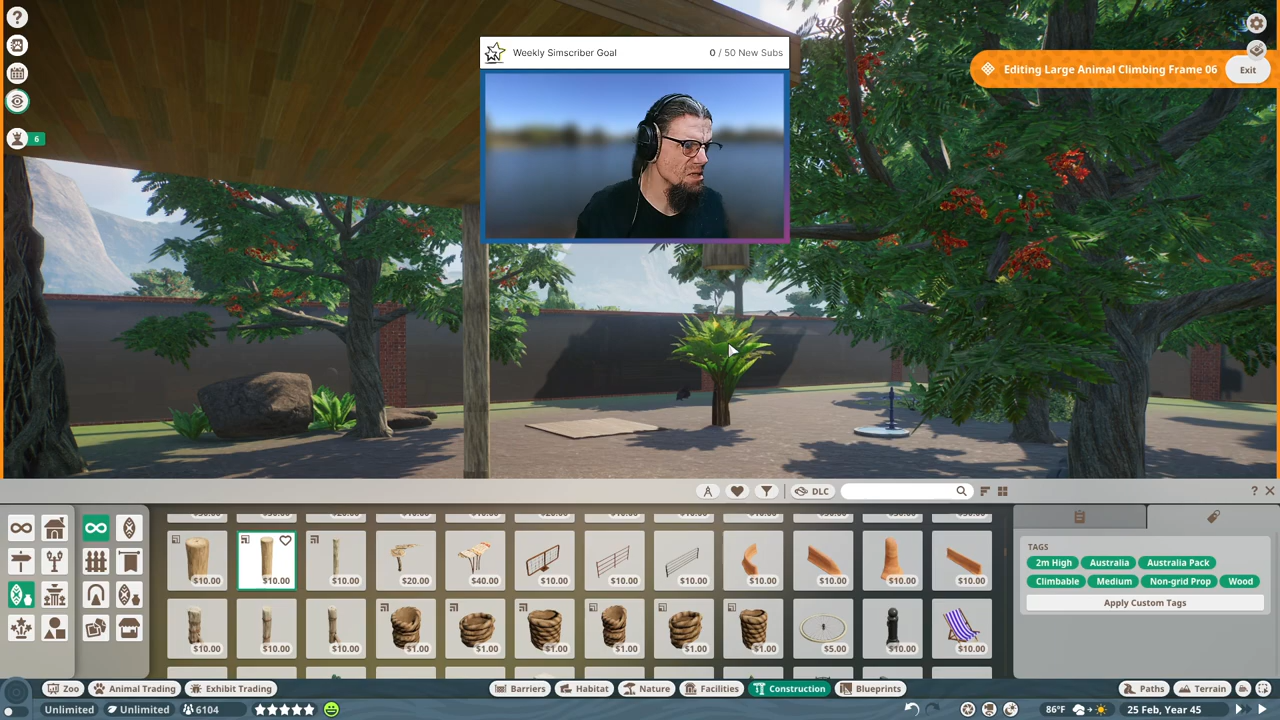 Weekly Simscriber Goal 0 / 50 New Subs
Editing Large Animal Climbing Frame 06 Exit
6
DLC
$10.00 $10.00 $10.00 $20.00 $40.00 $10.00 $10.00 $10.00 $10.00 $10.00 $10.00 $10.00
$10.00 $10.00 $10.00 $1.00 $1.00 $1.00 $1.00 $1.00 $1.00 $5.00 $10.00 $10.00
TAGS
2m High Australia Australia Pack
Climbable Medium Non-grid Prop Wood
Apply Custom Tags
Zoo Animal Trading Exhibit Trading Barriers Habitat Nature Facilities Construction Blueprints Paths Terrain
Unlimited Unlimited 6104 86°F 25 Feb, Year 45